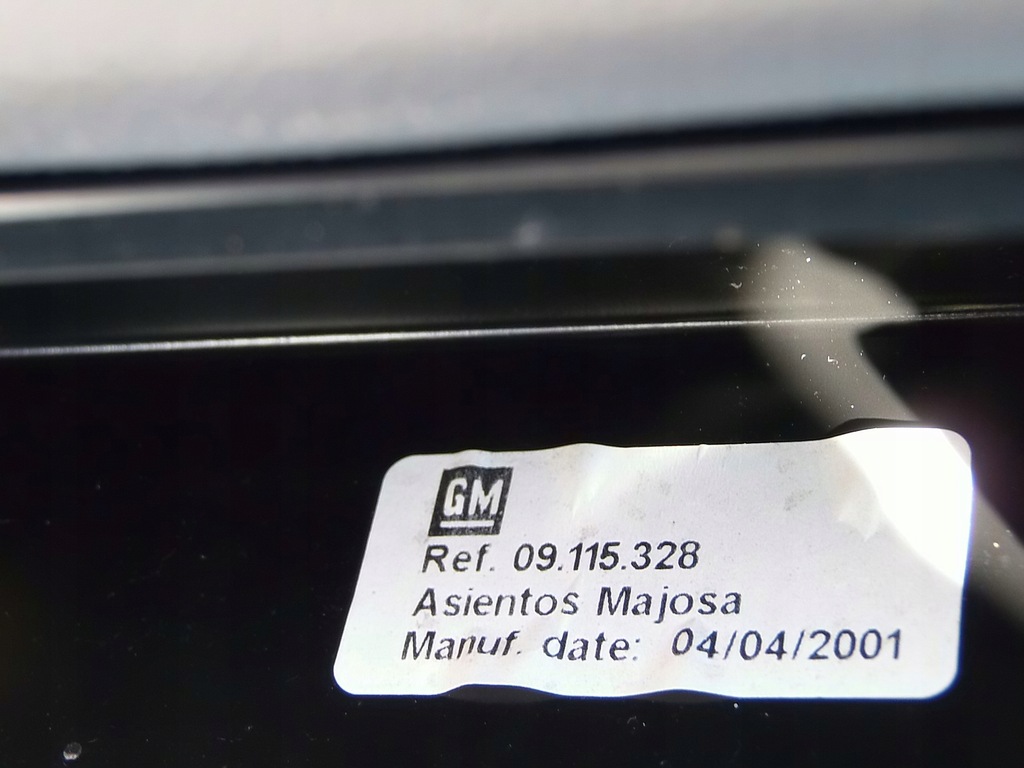 GM
Ref. 09.115.328
Asientos Majosa
Manuf. date: 04/04/2001